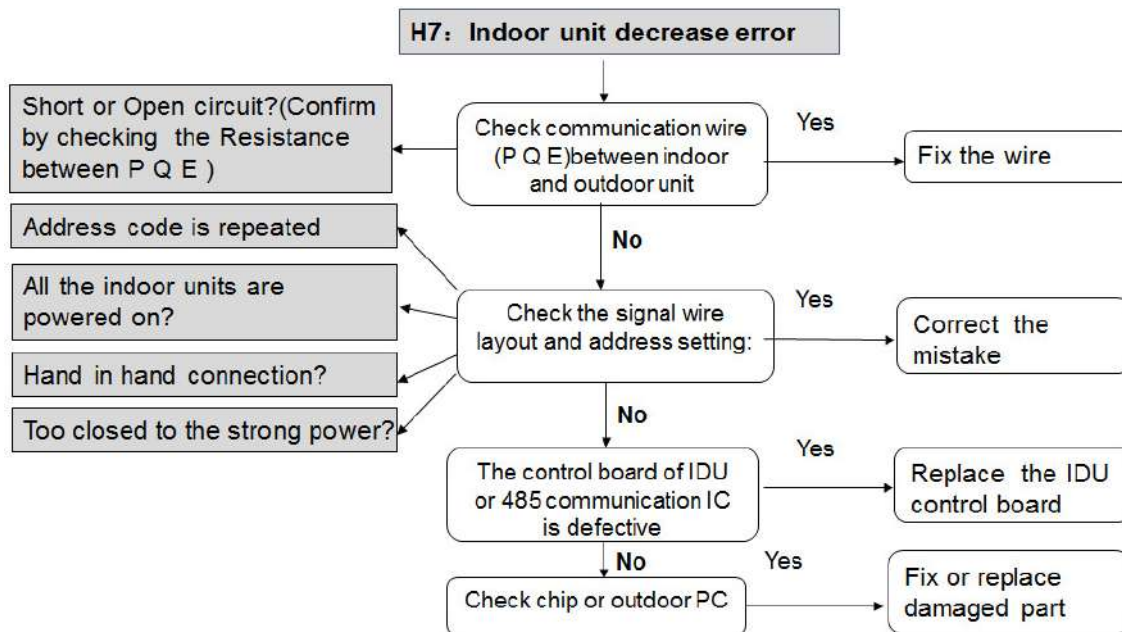 H7：Indoor unit decrease error
Short or Open circuit?(Confirm
by checking the Resistance
between P Q E )
Check communication wire
(P Q E)between indoor
and outdoor unit
Yes
Fix the wire
No
Address code is repeated
All the indoor units are
powered on?
Hand in hand connection?
Too closed to the strong power?
Check the signal wire
layout and address setting:
Yes
Correct the
mistake
No
The control board of IDU
or 485 communication IC
is defective
Yes
Replace the IDU
control board
No
Check chip or outdoor PC
Yes
Fix or replace
damaged part